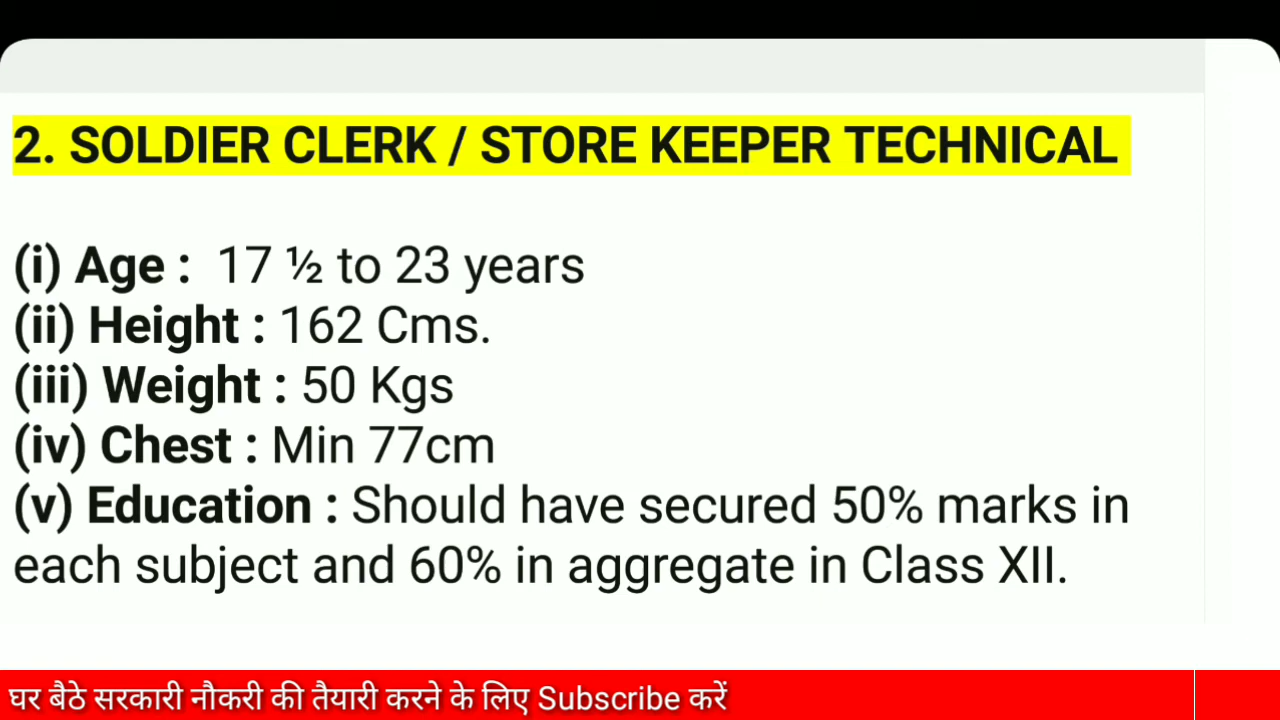 2. SOLDIER CLERK / STORE KEEPER TECHNICAL
(i) Age : 17 ½ to 23 years
(ii) Height : 162 Cms.
(iii) Weight : 50 Kgs
(iv) Chest : Min 77cm
(v) Education : Should have secured 50% marks in
each subject and 60% in aggregate in Class XII.
घर बैठे सरकारी नौकरी की तैयारी करने के लिए Subscribe करें